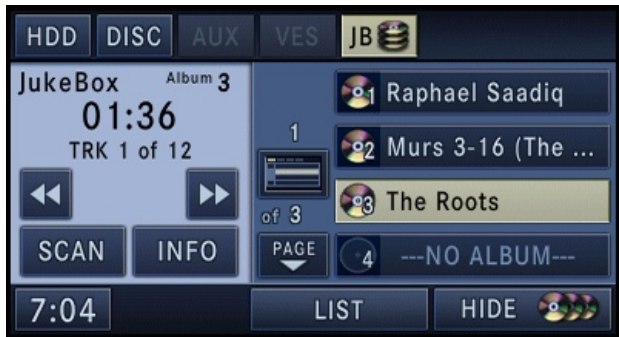 HDD DISC AUX VES JB
JukeBox Album 3
01:36
TRK 1 of 12
SCAN INFO
1
of 3
PAGE
1 Raphael Saadiq
2 Murs 3-16 (The ...
3 The Roots
4 ---NO ALBUM---
7:04 LIST HIDE